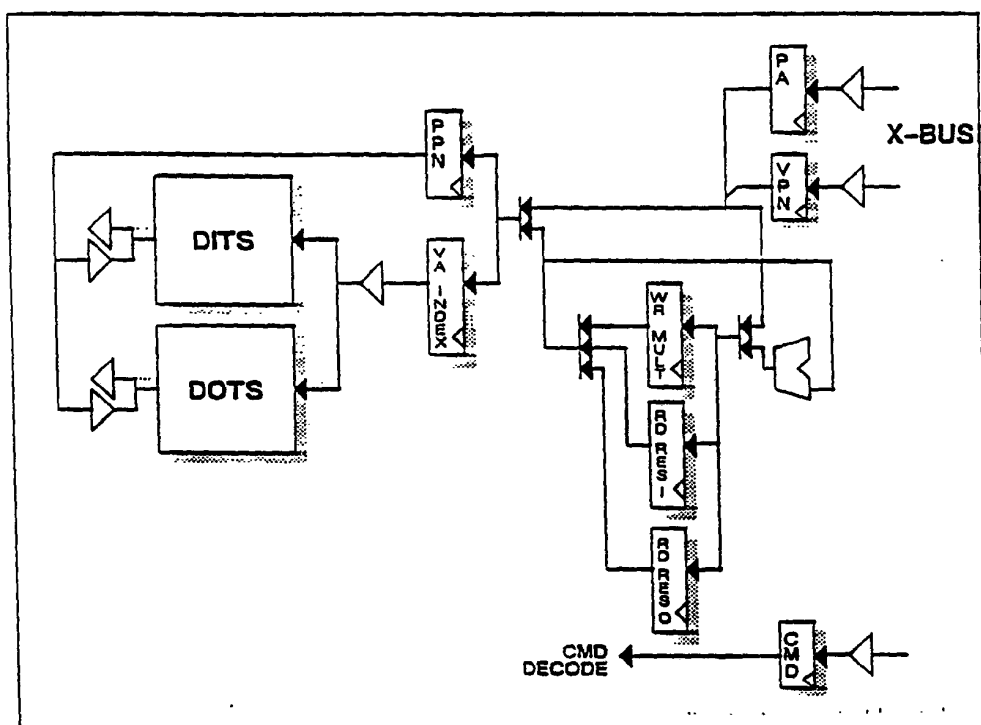 PA
X-BUS
PPN
VPN
DITS
VA INDEX
WR MULT
DOTS
RD RES I
RD RES O
CMD
CMD
DECODE